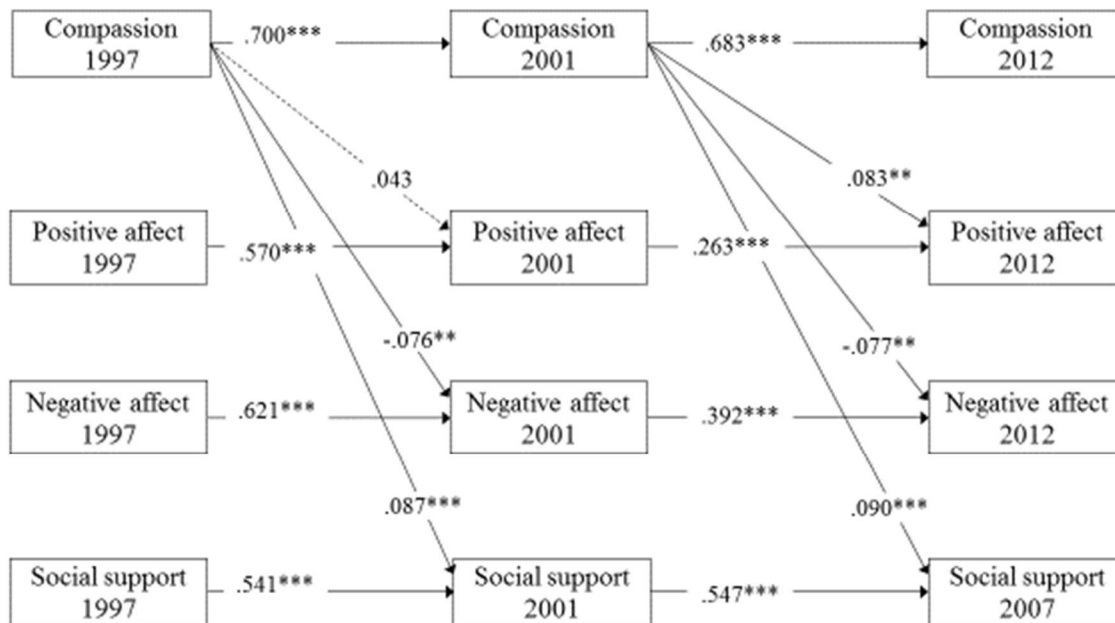 Compassion
1997
.700***
Compassion
2001
.683***
Compassion
2012
.043
.083**
Positive affect
1997
.570***
Positive affect
2001
.263***
Positive affect
2012
-.076**
-.077**
Negative affect
1997
.621***
Negative affect
2001
.392***
Negative affect
2012
.087***
.090***
Social support
1997
.541***
Social support
2001
.547***
Social support
2007